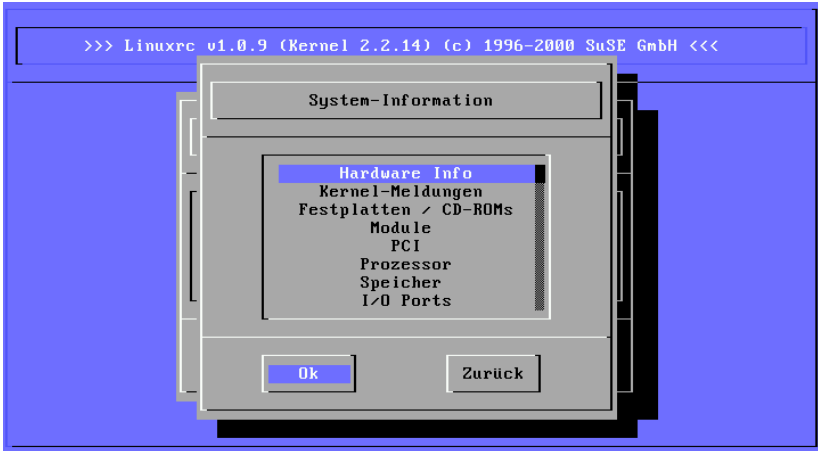 >>> Linuxrc v1.0.9 (Kernel 2.2.14) (c) 1996-2000 SuSE GmbH <<<
System-Information
Hardware Info
Kernel-Meldungen
Festplatten / CD-ROMs
Module
PCI
Prozessor
Speicher
I/O Ports
Ok Zurück